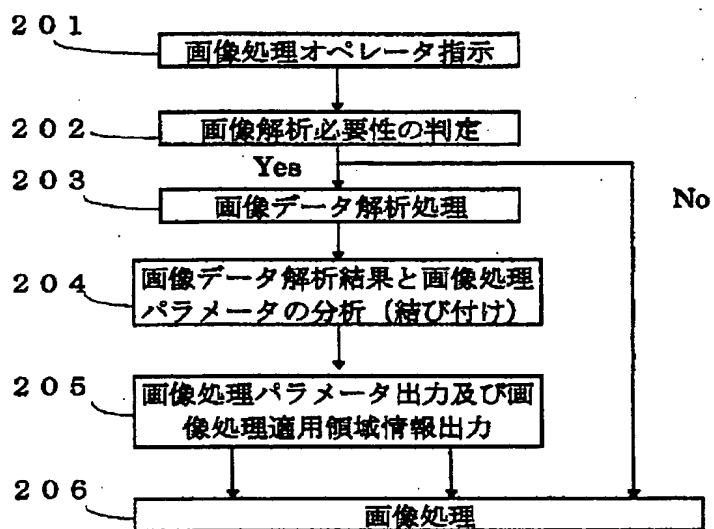 201
画像処理オペレータ指示
202
画像解析必要性の判定
Yes
No
203
画像データ解析処理
204
画像データ解析結果と画像処理
パラメータの分析（結び付け）
205
画像処理パラメータ出力及び画
像処理適用領域情報出力
206
画像処理